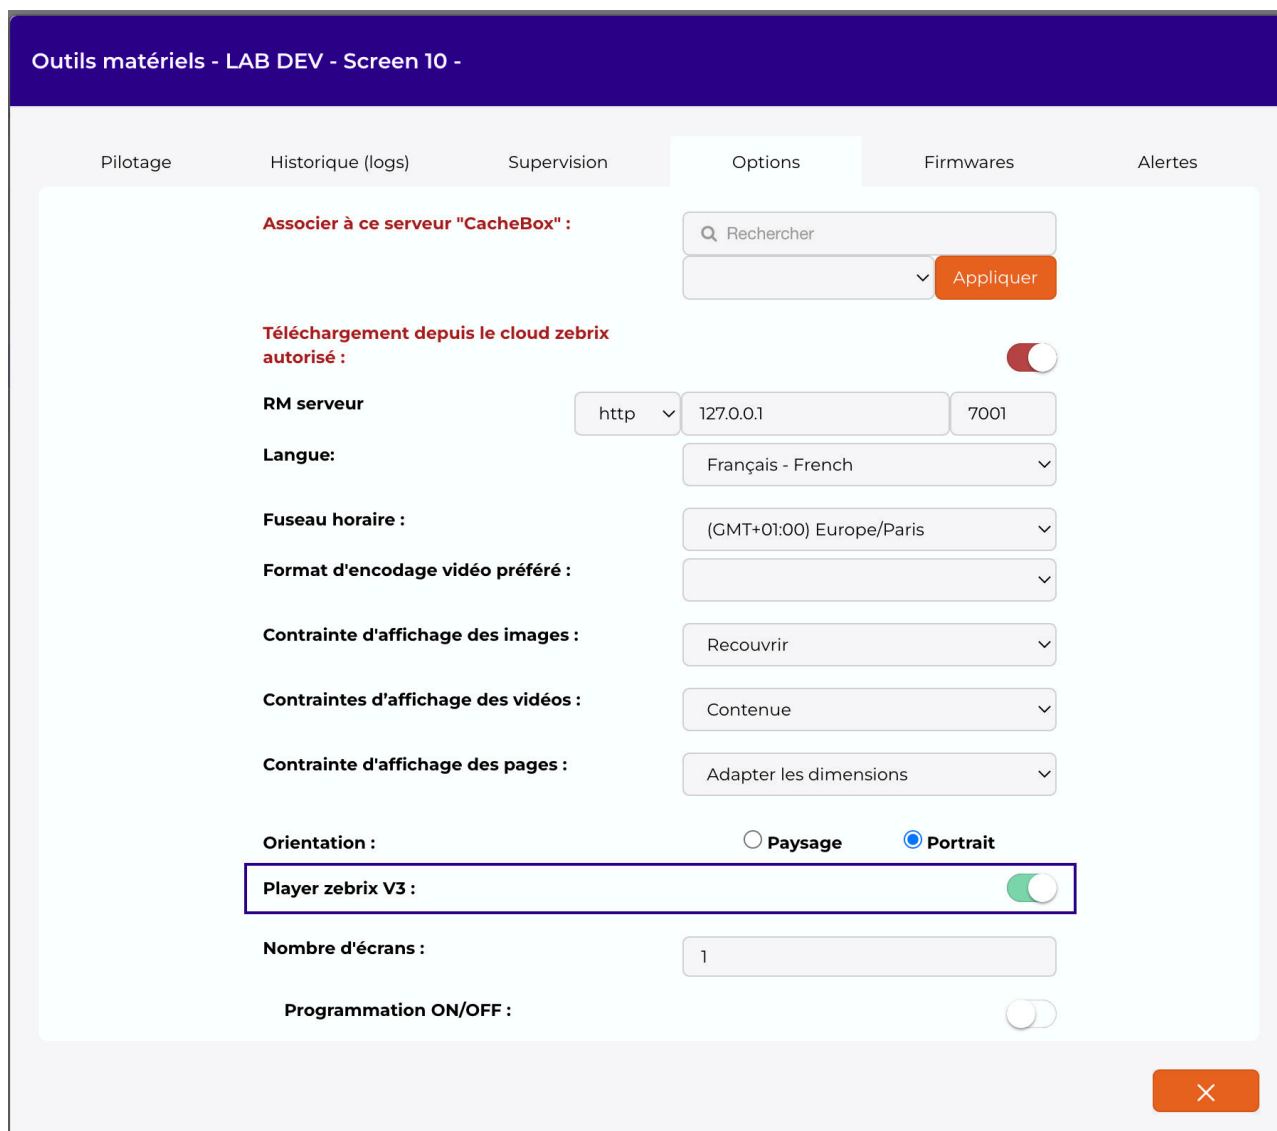 Outils matériels - LAB DEV - Screen 10 -
Pilotage Historique (logs) Supervision Options Firmwares Alertes
Associer à ce serveur "CacheBox" :
Rechercher
Appliquer
Téléchargement depuis le cloud zebrix
autorisé :
RM serveur http 127.0.0.1 7001
Langue: Français - French
Fuseau horaire : (GMT+01:00) Europe/Paris
Format d'encodage vidéo préféré :
Contrainte d'affichage des images : Recouvrir
Contraintes d’affichage des vidéos : Contenue
Contrainte d'affichage des pages : Adapter les dimensions
Orientation : Paysage Portrait
Player zebrix V3 :
Nombre d'écrans : 1
Programmation ON/OFF :